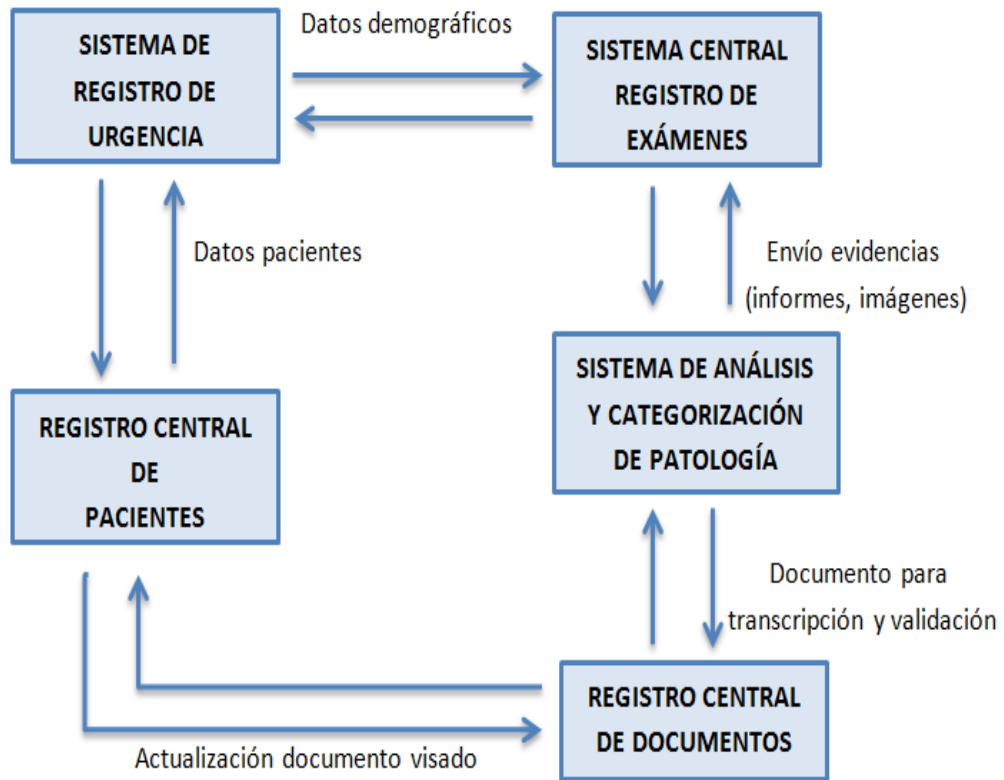 Datos demográficos
SISTEMA DE
REGISTRO DE
URGENCIA
SISTEMA CENTRAL
REGISTRO DE
EXÁMENES
Datos pacientes
Envío evidencias
(informes, imágenes)
REGISTRO CENTRAL
DE
PACIENTES
SISTEMA DE ANÁLISIS
Y CATEGORIZACIÓN
DE PATOLOGÍA
Documento para
transcripción y validación
REGISTRO CENTRAL
DE DOCUMENTOS
Actualización documento visado